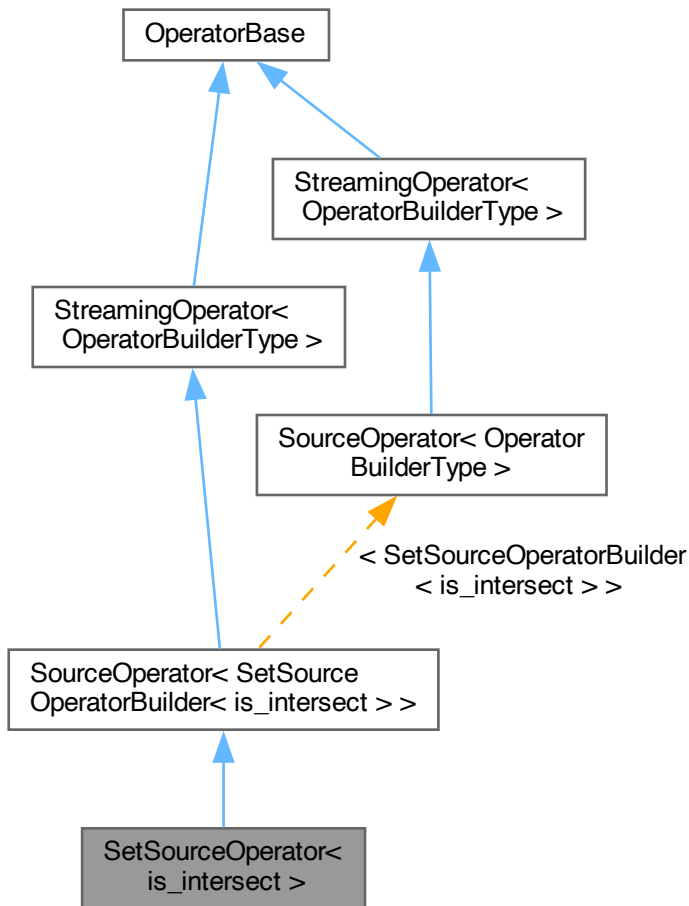 OperatorBase
StreamingOperator<
OperatorBuilderType >
StreamingOperator<
OperatorBuilderType >
SourceOperator< Operator
BuilderType >
< SetSourceOperatorBuilder
< is_intersect > >
SourceOperator< SetSource
OperatorBuilder< is_intersect > >
SetSourceOperator<
is_intersect >